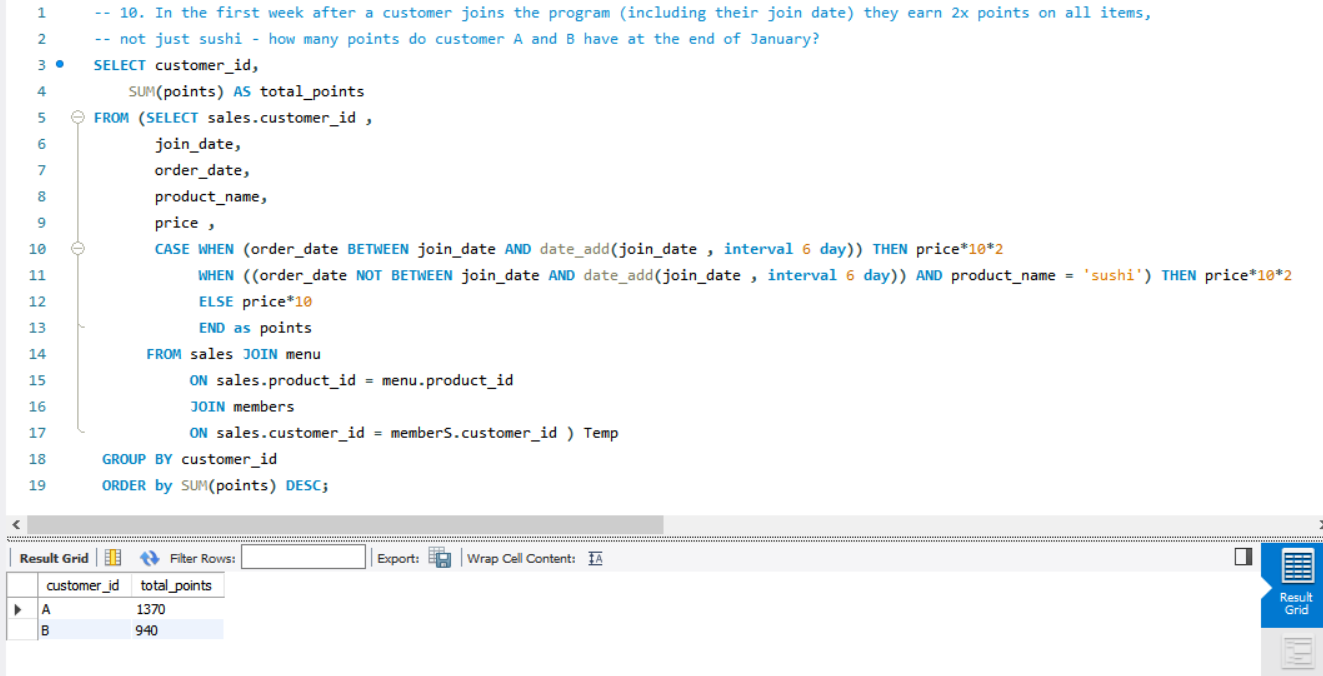 1 -- 10. In the first week after a customer joins the program (including their join date) they earn 2x points on all items,
2 -- not just sushi - how many points do customer A and B have at the end of January?
3 SELECT customer_id,
4 SUM(points) AS total_points
5 FROM (SELECT sales.customer_id ,
6 join_date,
7 order_date,
8 product_name,
9 price ,
10 CASE WHEN (order_date BETWEEN join_date AND date_add(join_date , interval 6 day)) THEN price*10*2
11 WHEN ((order_date NOT BETWEEN join_date AND date_add(join_date , interval 6 day)) AND product_name = 'sushi') THEN price*10*2
12 ELSE price*10
13 END as points
14 FROM sales JOIN menu
15 ON sales.product_id = menu.product_id
16 JOIN members
17 ON sales.customer_id = memberS.customer_id ) Temp
18 GROUP BY customer_id
19 ORDER by SUM(points) DESC;
Result Grid Filter Rows: Export: Wrap Cell Content: IA
customer_id total_points
A 1370
B 940
Result
Grid